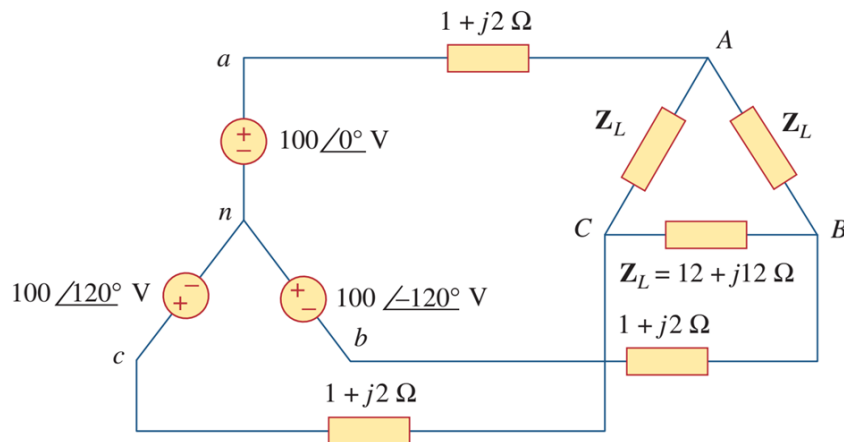 1 + j2 Ω
A
a
+
−
100 ∠0° V
Z_L
Z_L
n
C
B
100 ∠120° V
−
+
+
−
100 ∠–120° V
Z_L = 12 + j12 Ω
b
1 + j2 Ω
c
1 + j2 Ω